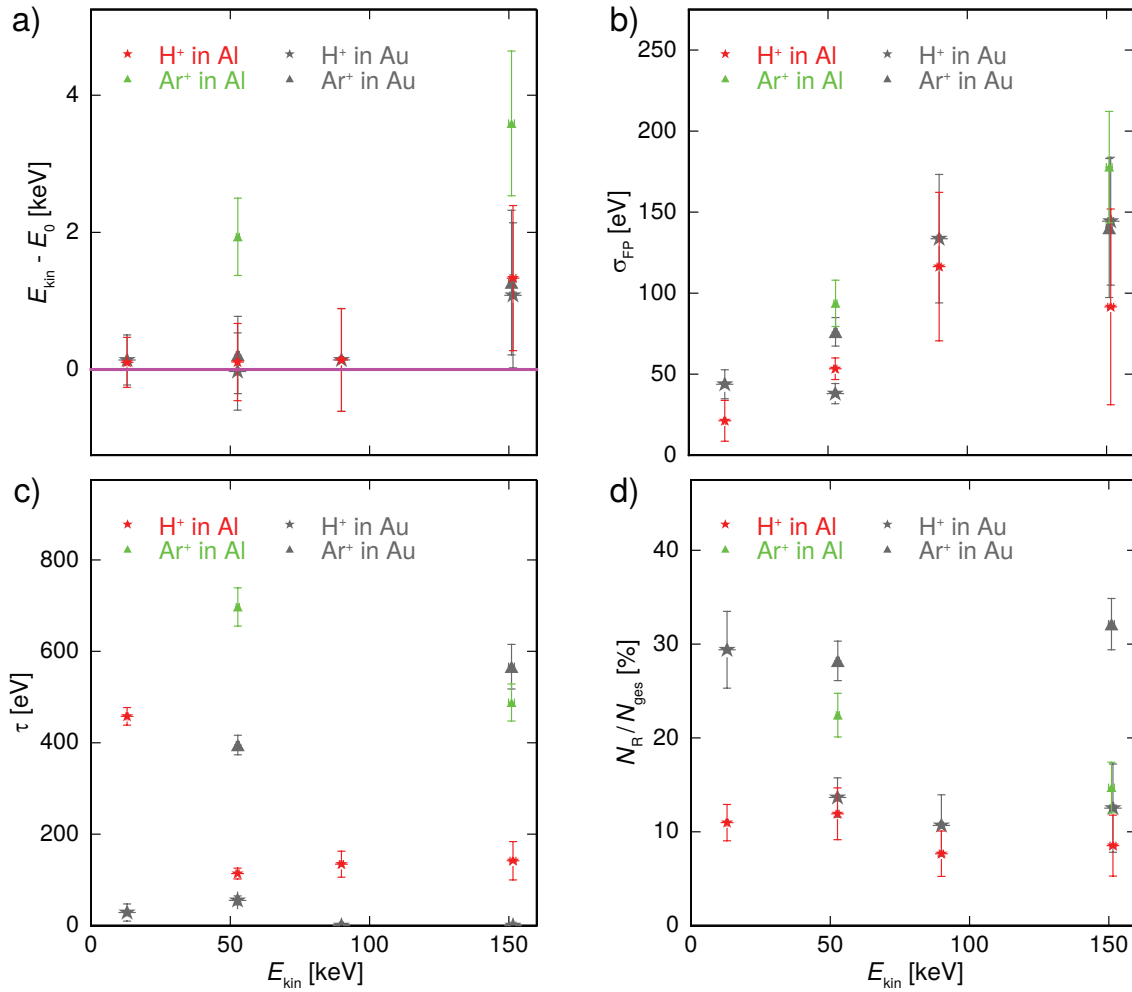 a)
H⁺ in Al
H⁺ in Au
Ar⁺ in Al
Ar⁺ in Au
4
2
0
E_kin - E_0 [keV]
b)
H⁺ in Al
H⁺ in Au
Ar⁺ in Al
Ar⁺ in Au
250
200
150
100
50
0
σ_FP [eV]
c)
H⁺ in Al
H⁺ in Au
Ar⁺ in Al
Ar⁺ in Au
800
600
400
200
0
τ [eV]
0 50 100 150
E_kin [keV]
d)
H⁺ in Al
H⁺ in Au
Ar⁺ in Al
Ar⁺ in Au
40
30
20
10
0
N_R / N_ges [%]
0 50 100 150
E_kin [keV]